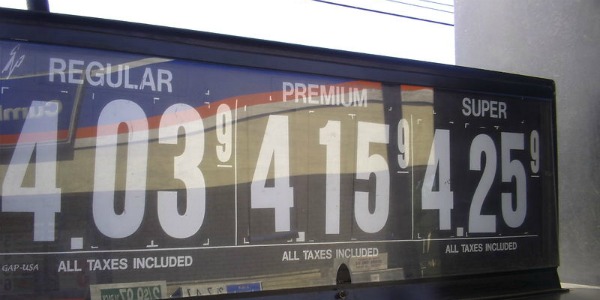 REGULAR
4.03 9
ALL TAXES INCLUDED
PREMIUM
4.15 9
ALL TAXES INCLUDED
SUPER
4.25 9
ALL TAXES INCLUDED
GAP-USA